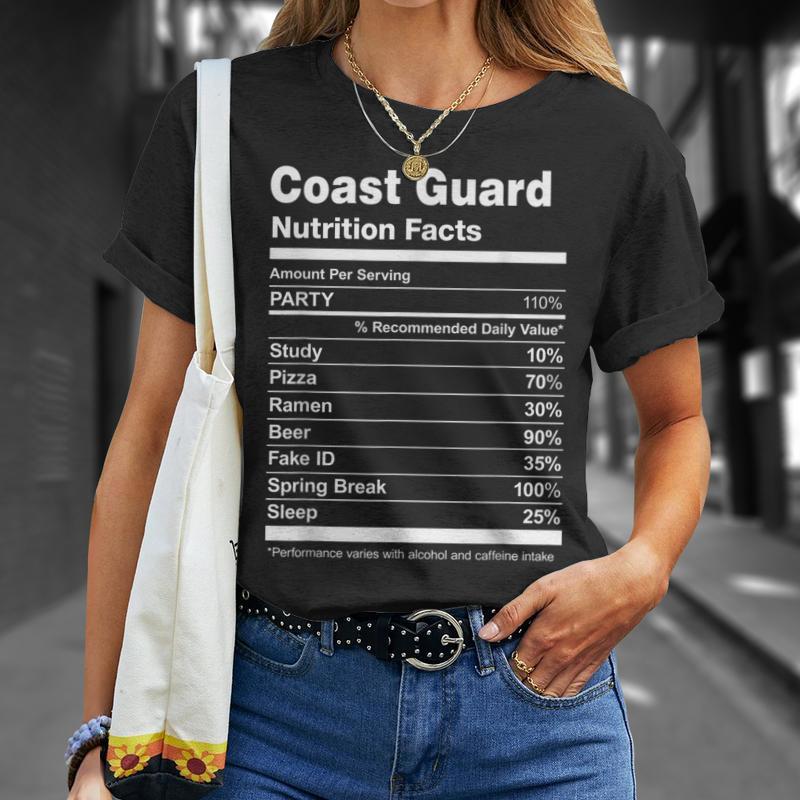 Coast Guard
Nutrition Facts
Amount Per Serving
PARTY 110%
% Recommended Daily Value*
Study 10%
Pizza 70%
Ramen 30%
Beer 90%
Fake ID 35%
Spring Break 100%
Sleep 25%
*Performance varies with alcohol and caffeine intake